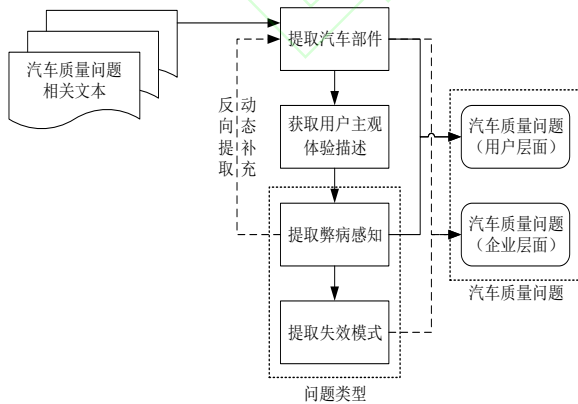 汽车质量问题
相关文本
提取汽车部件
反向提取
动态补充
获取用户主观
体验描述
提取弊病感知
提取失效模式
问题类型
汽车质量问题
（用户层面）
汽车质量问题
（企业层面）
汽车质量问题